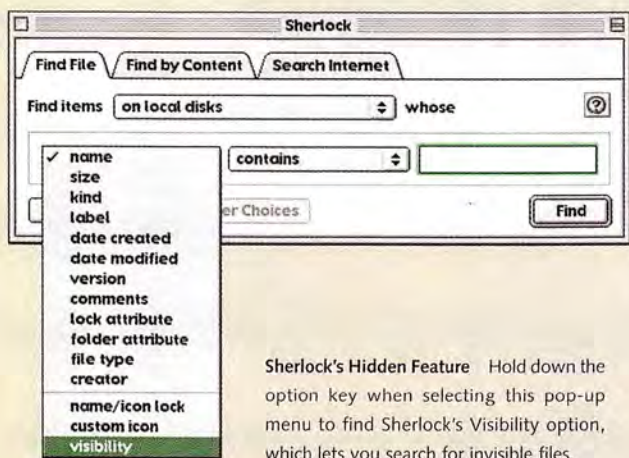 Sherlock
Find File Find by Content Search Internet
Find items on local disks whose ?
✓ name contains
size
kind
label er Choices Find
date created
date modified
version
comments
lock attribute
folder attribute
file type
creator
name/icon lock
custom icon
visibility
Sherlock's Hidden Feature Hold down the
option key when selecting this pop-up
menu to find Sherlock's Visibility option,
which lets you search for invisible files.